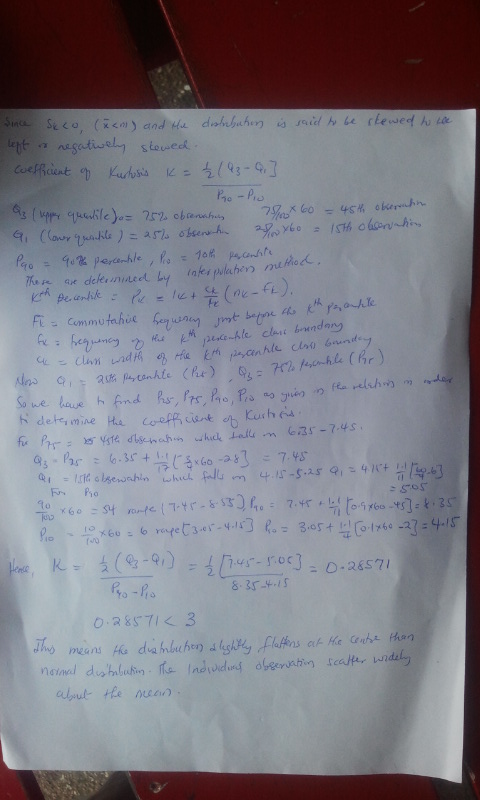 Since Sk<0, (x̄<m) and the distribution is said to be skewed to the
left or negatively skewed.
Coefficient of Kurtosis K = ½(Q3 - Q1] / P90 - P10
Q3 (upper quantile) = 75% observation 75/100 × 60 = 45th observation
Q1 (lower quantile) = 25% observation 25/100 × 60 = 15th observation
P90 = 90th percentile, P10 = 10th percentile
These are determined by interpolation method.
Kth percentile = Pk = lk + ck/fk (nk - Fk).
Fk = commutative frequency just before the kth percentile
fk = frequency of the kth percentile class boundary
ck = class width of the kth percentile class boundary
Also Q1 = 25th percentile (P25), Q3 = 75th percentile (P75)
So we have to find P25, P75, P90, P10 as given in the relation in order
to determine the coefficient of Kurtosis.
For P75 = 45th observation which falls on 6.35 - 7.45.
Q3 = P75 = 6.35 + 1.1/17 [3/4 × 60 - 28] = 7.45
Q1 = 15th observation which falls on 4.15 - 5.25 Q1 = 4.15 + 1.1/11 [60/4 - 6]
= 5.05
For P90
90/100 × 60 = 54 range (7.45 - 8.55) P90 = 7.45 + 1.1/11 [0.9 × 60 - 45] = 8.35
P10 = 10/100 × 60 = 6 range [3.05 - 4.15] P10 = 3.05 + 1.1/4 [0.1 × 60 - 2] = 4.15
Hence, K = ½(Q3 - Q1) / P90 - P10 = ½[7.45 - 5.05] / 8.35 - 4.15 = 0.28571
0.28571 < 3
This means the distribution slightly flattens at the centre than
normal distribution. The individual observation scatter widely
about the mean.